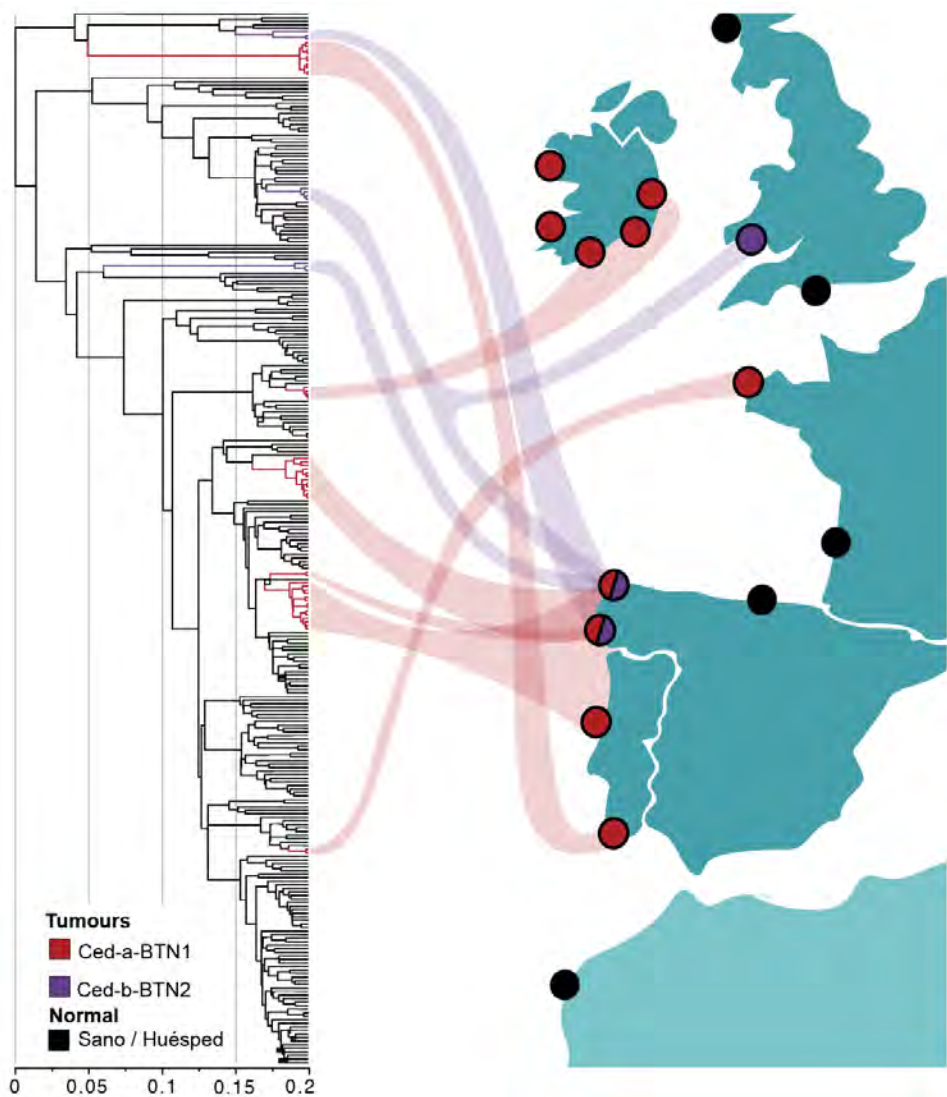 Tumours
Ced-a-BTN1
Ced-b-BTN2
Normal
Sano / Huésped
0 0.05 0.1 0.15 0.2